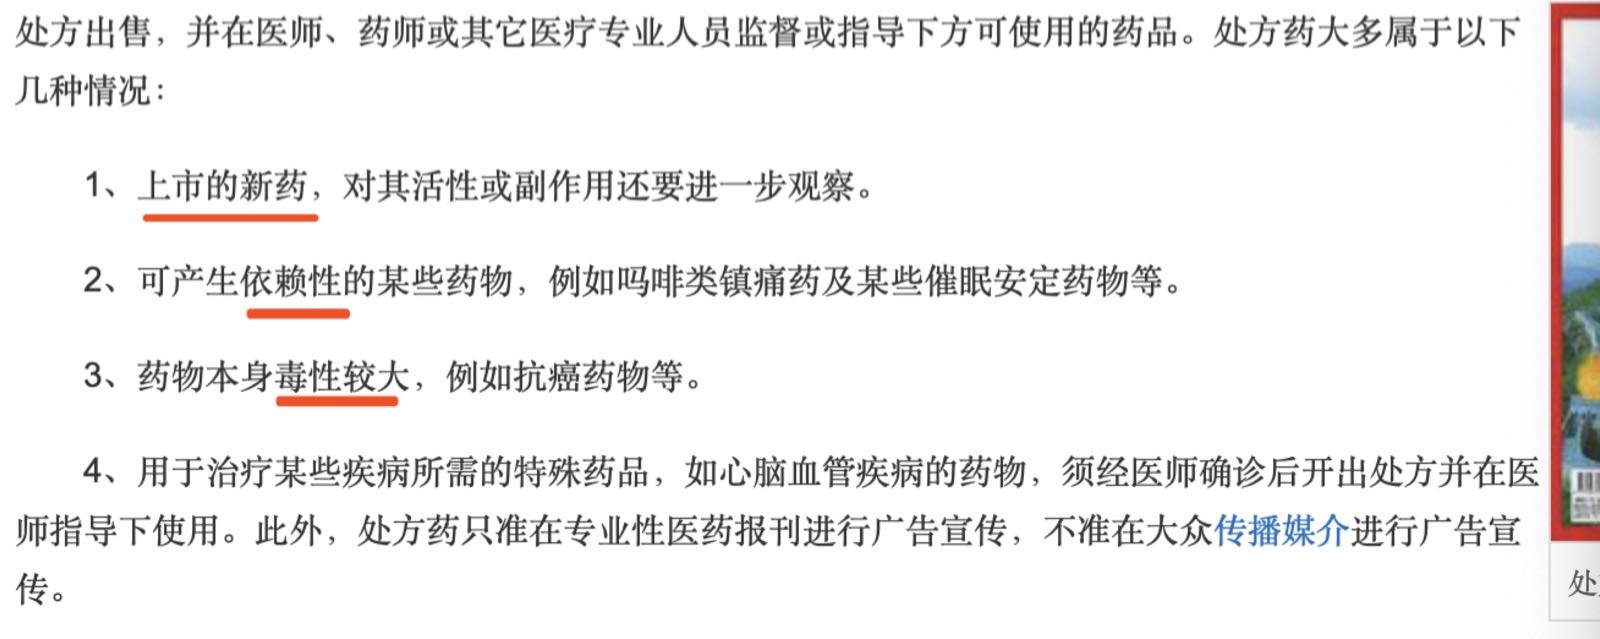 处方出售，并在医师、药师或其它医疗专业人员监督或指导下方可使用的药品。处方药大多属于以下
几种情况：
1、上市的新药，对其活性或副作用还要进一步观察。
2、可产生依赖性的某些药物，例如吗啡类镇痛药及某些催眠安定药物等。
3、药物本身毒性较大，例如抗癌药物等。
4、用于治疗某些疾病所需的特殊药品，如心脑血管疾病的药物，须经医师确诊后开出处方并在医
师指导下使用。此外，处方药只准在专业性医药报刊进行广告宣传，不准在大众传播媒介进行广告宣
传。
处